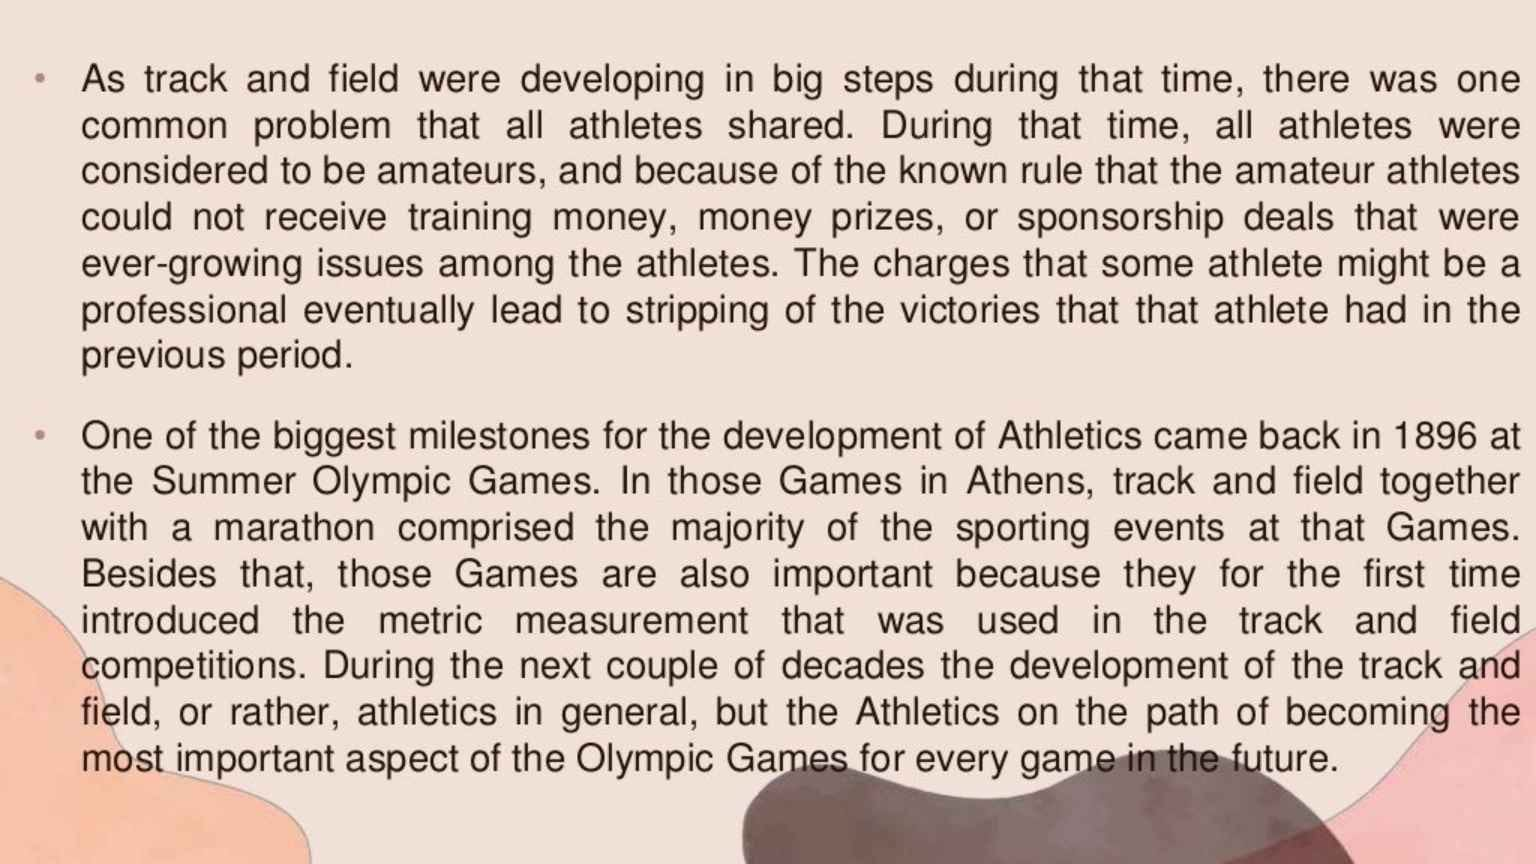 • As track and field were developing in big steps during that time, there was one
common problem that all athletes shared. During that time, all athletes were
considered to be amateurs, and because of the known rule that the amateur athletes
could not receive training money, money prizes, or sponsorship deals that were
ever-growing issues among the athletes. The charges that some athlete might be a
professional eventually lead to stripping of the victories that that athlete had in the
previous period.
• One of the biggest milestones for the development of Athletics came back in 1896 at
the Summer Olympic Games. In those Games in Athens, track and field together
with a marathon comprised the majority of the sporting events at that Games.
Besides that, those Games are also important because they for the first time
introduced the metric measurement that was used in the track and field
competitions. During the next couple of decades the development of the track and
field, or rather, athletics in general, but the Athletics on the path of becoming the
most important aspect of the Olympic Games for every game in the future.